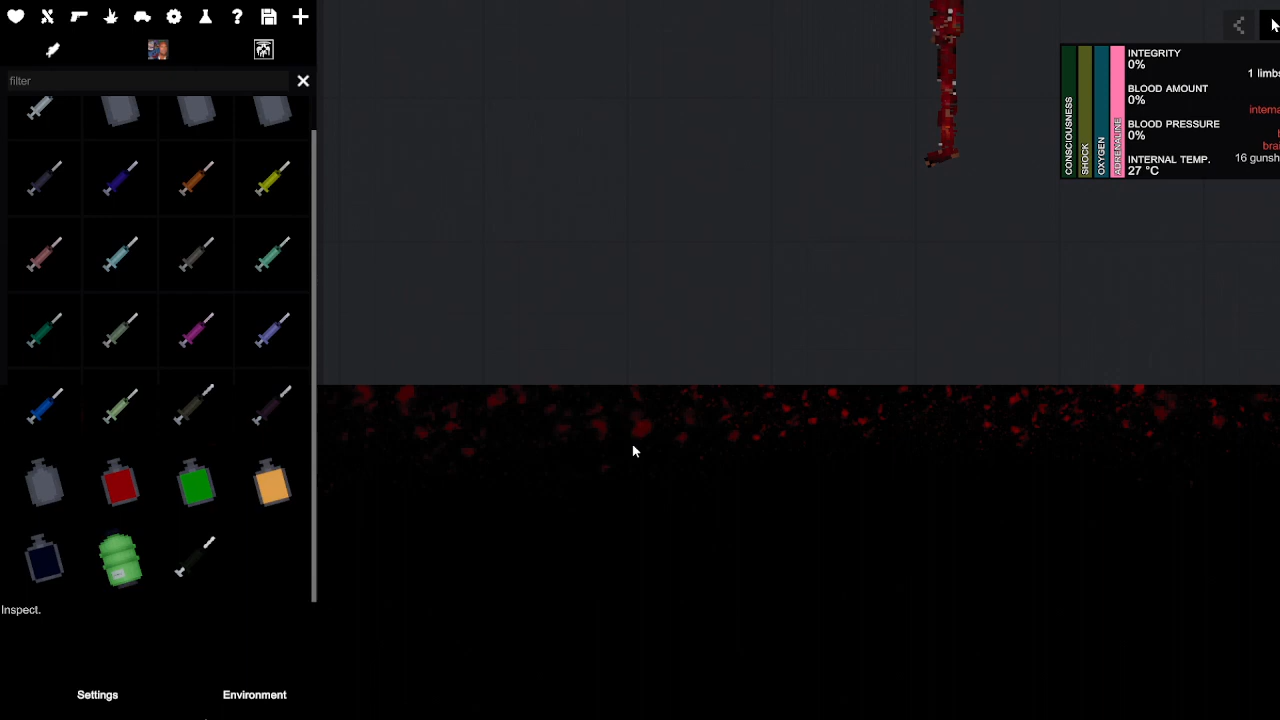 filter
INTEGRITY
0%
1 limbs
BLOOD AMOUNT
0%
interna
BLOOD PRESSURE
0%
brai
16 gunsh
INTERNAL TEMP.
27 °C
CONSCIOUSNESS
SHOCK
OXYGEN
ADRENALINE
Inspect.
Settings
Environment